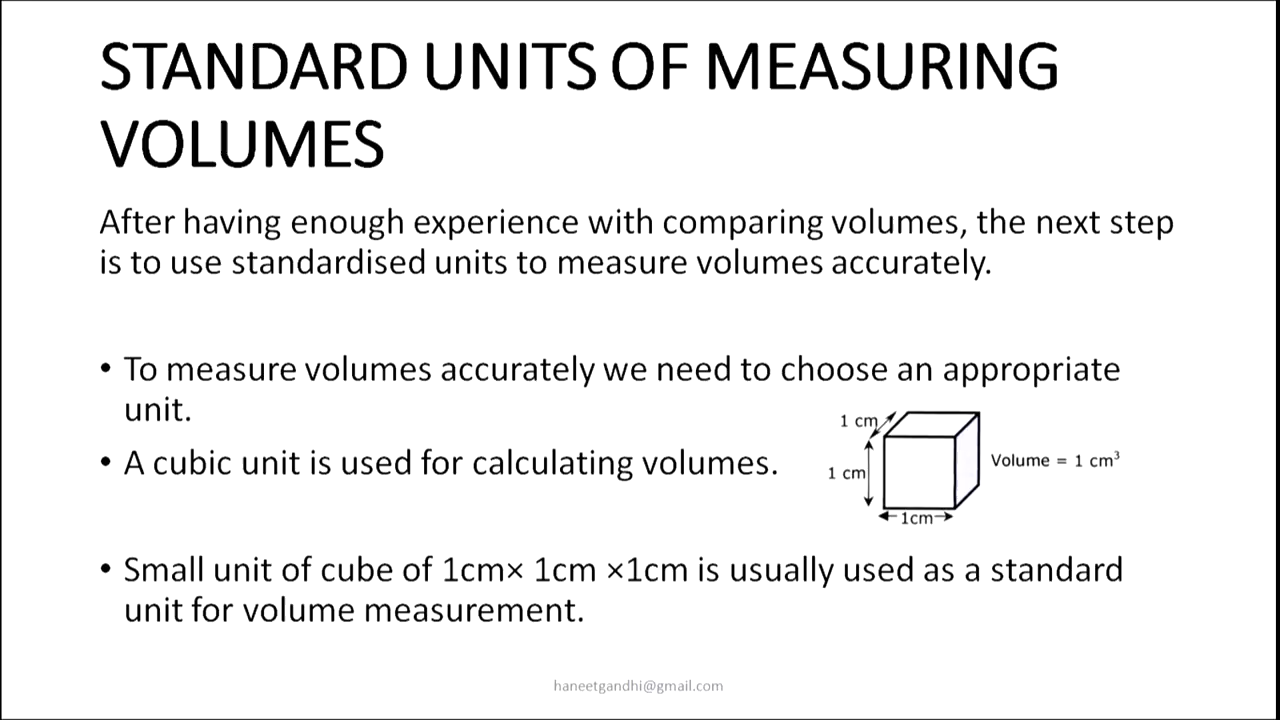 STANDARD UNITS OF MEASURING
VOLUMES
After having enough experience with comparing volumes, the next step
is to use standardised units to measure volumes accurately.
• To measure volumes accurately we need to choose an appropriate
unit.
• A cubic unit is used for calculating volumes.
1 cm
1 cm
1cm
Volume = 1 cm³
• Small unit of cube of 1cm× 1cm ×1cm is usually used as a standard
unit for volume measurement.
haneetgandhi@gmail.com